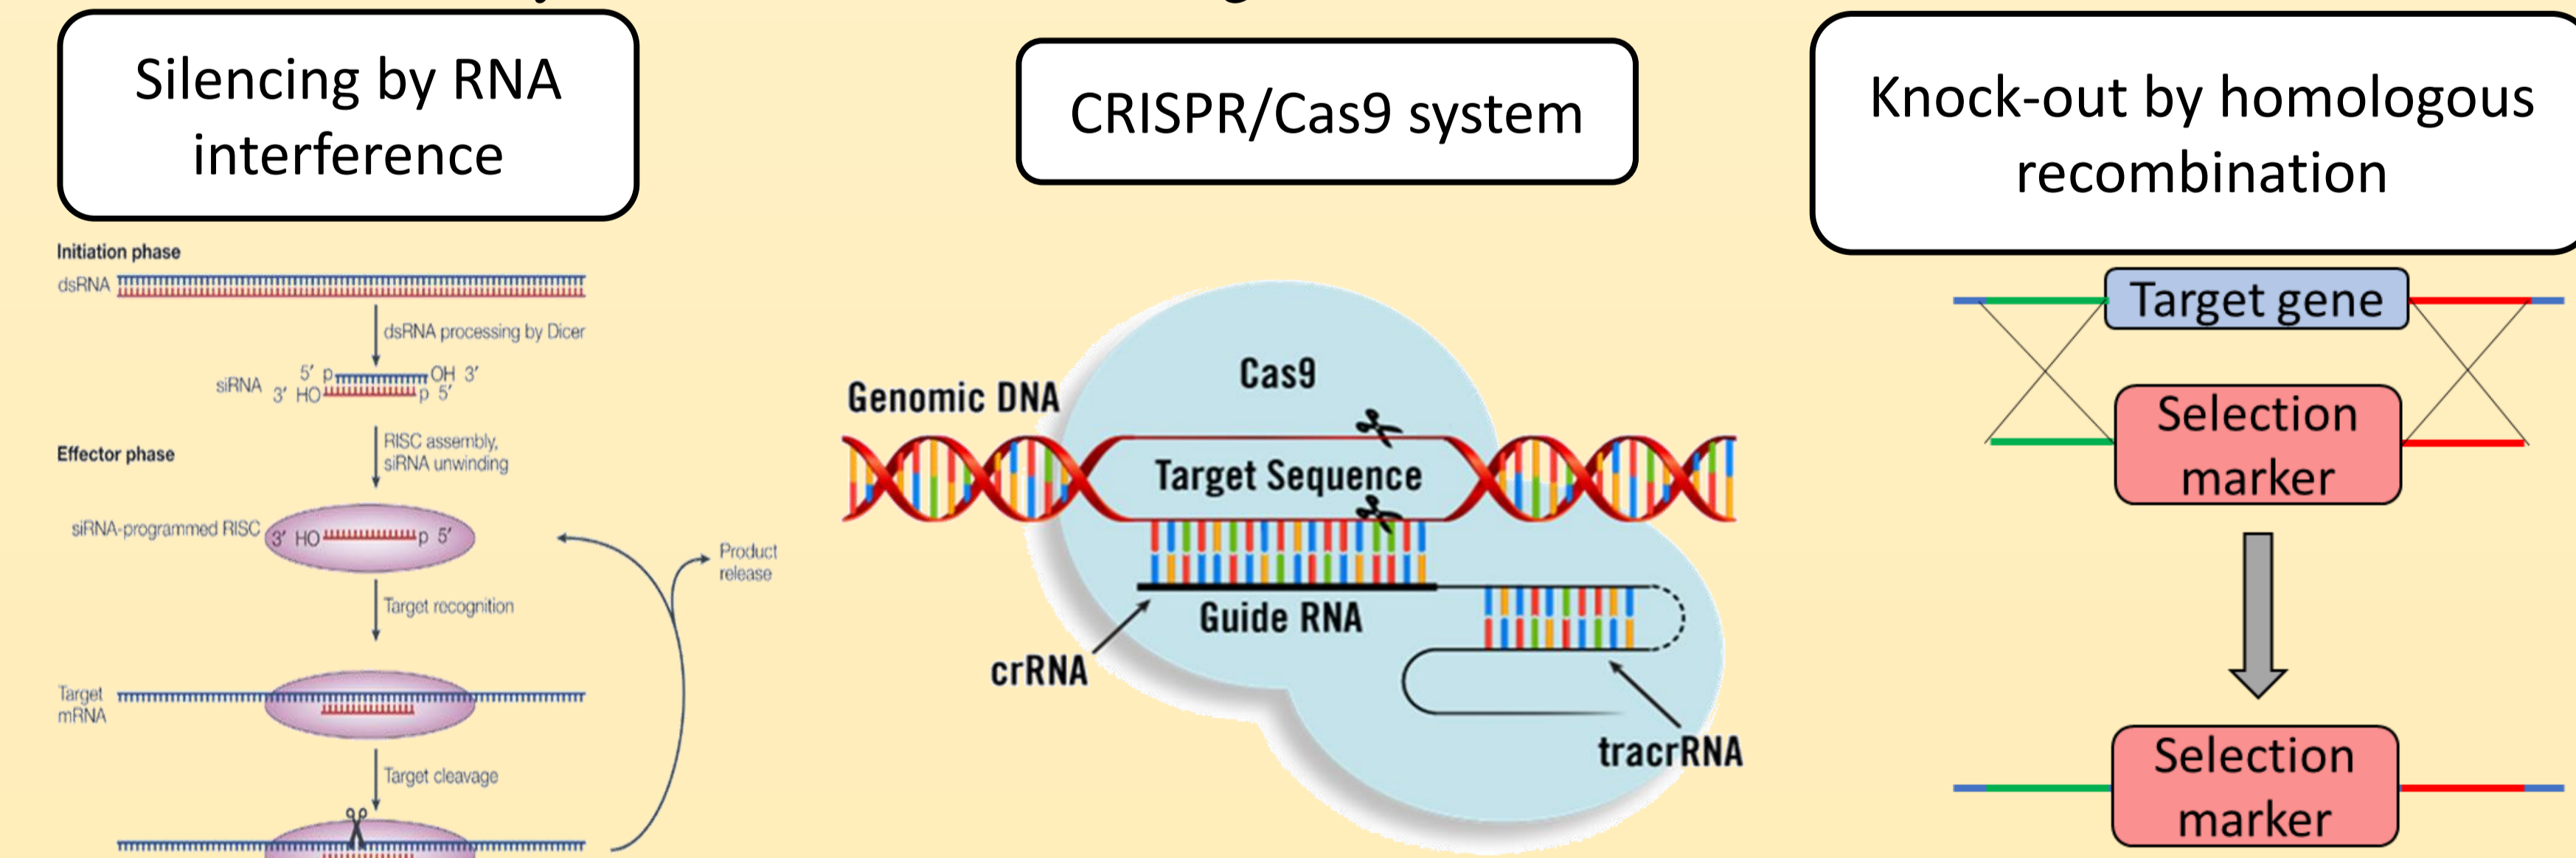 Silencing by RNA
interference
CRISPR/Cas9 system
Knock-out by homologous
recombination
Initiation phase
dsRNA
dsRNA processing by Dicer
siRNA
5′ p
OH 3′
3′ HO
p 5′
RISC assembly,
siRNA unwinding
Effector phase
siRNA-programmed RISC
3′ HO
p 5′
Product
release
Target recognition
Target
mRNA
Target cleavage
Cas9
Genomic DNA
Target Sequence
Guide RNA
crRNA
tracrRNA
Target gene
Selection
marker
Selection
marker